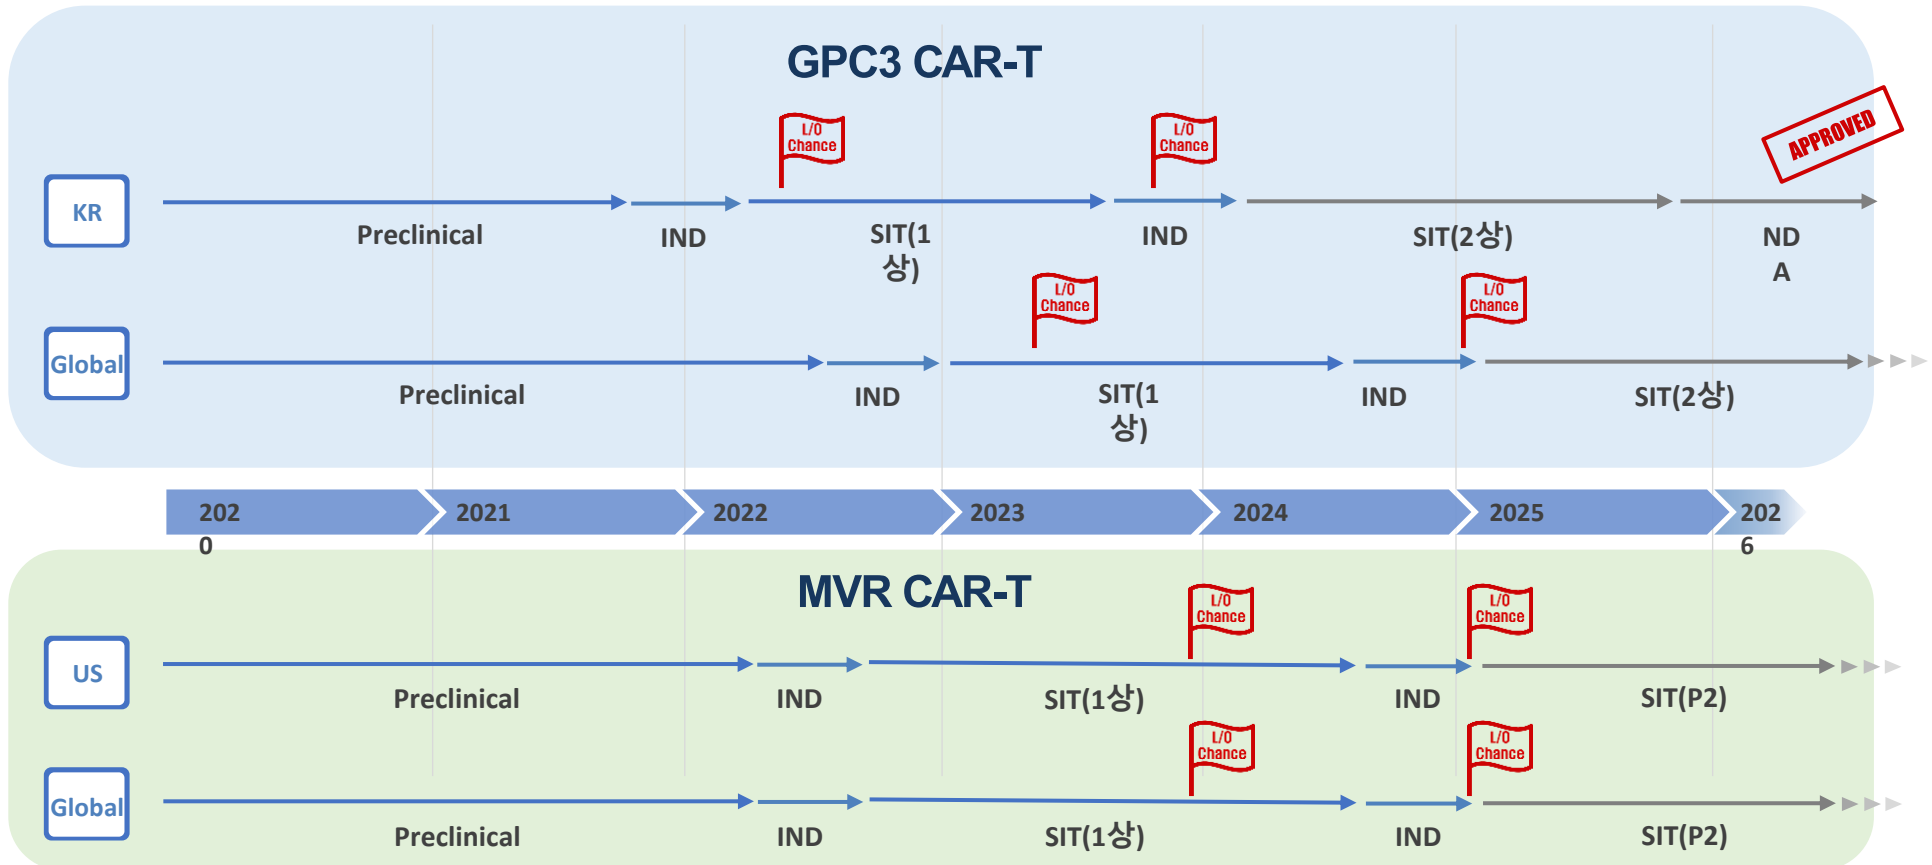 GPC3 CAR-T
L/O
Chance
L/O
Chance
APPROVED
KR
Preclinical
IND
SIT(1
상)
IND
SIT(2상)
ND
A
L/O
Chance
L/O
Chance
Global
Preclinical
IND
SIT(1
상)
IND
SIT(2상)
202
0
2021
2022
2023
2024
2025
202
6
MVR CAR-T
L/O
Chance
L/O
Chance
US
Preclinical
IND
SIT(1상)
IND
SIT(P2)
L/O
Chance
L/O
Chance
Global
Preclinical
IND
SIT(1상)
IND
SIT(P2)